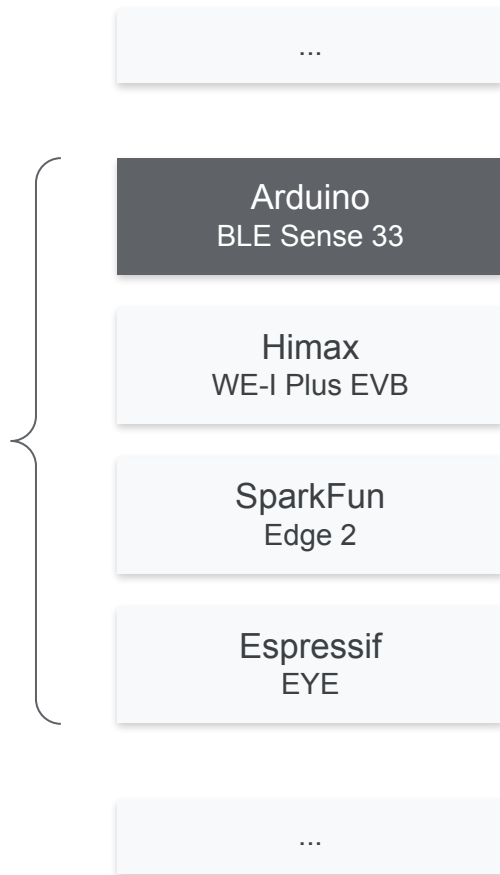 ...
Arduino
BLE Sense 33
Himax
WE-I Plus EVB
SparkFun
Edge 2
Espressif
EYE
...